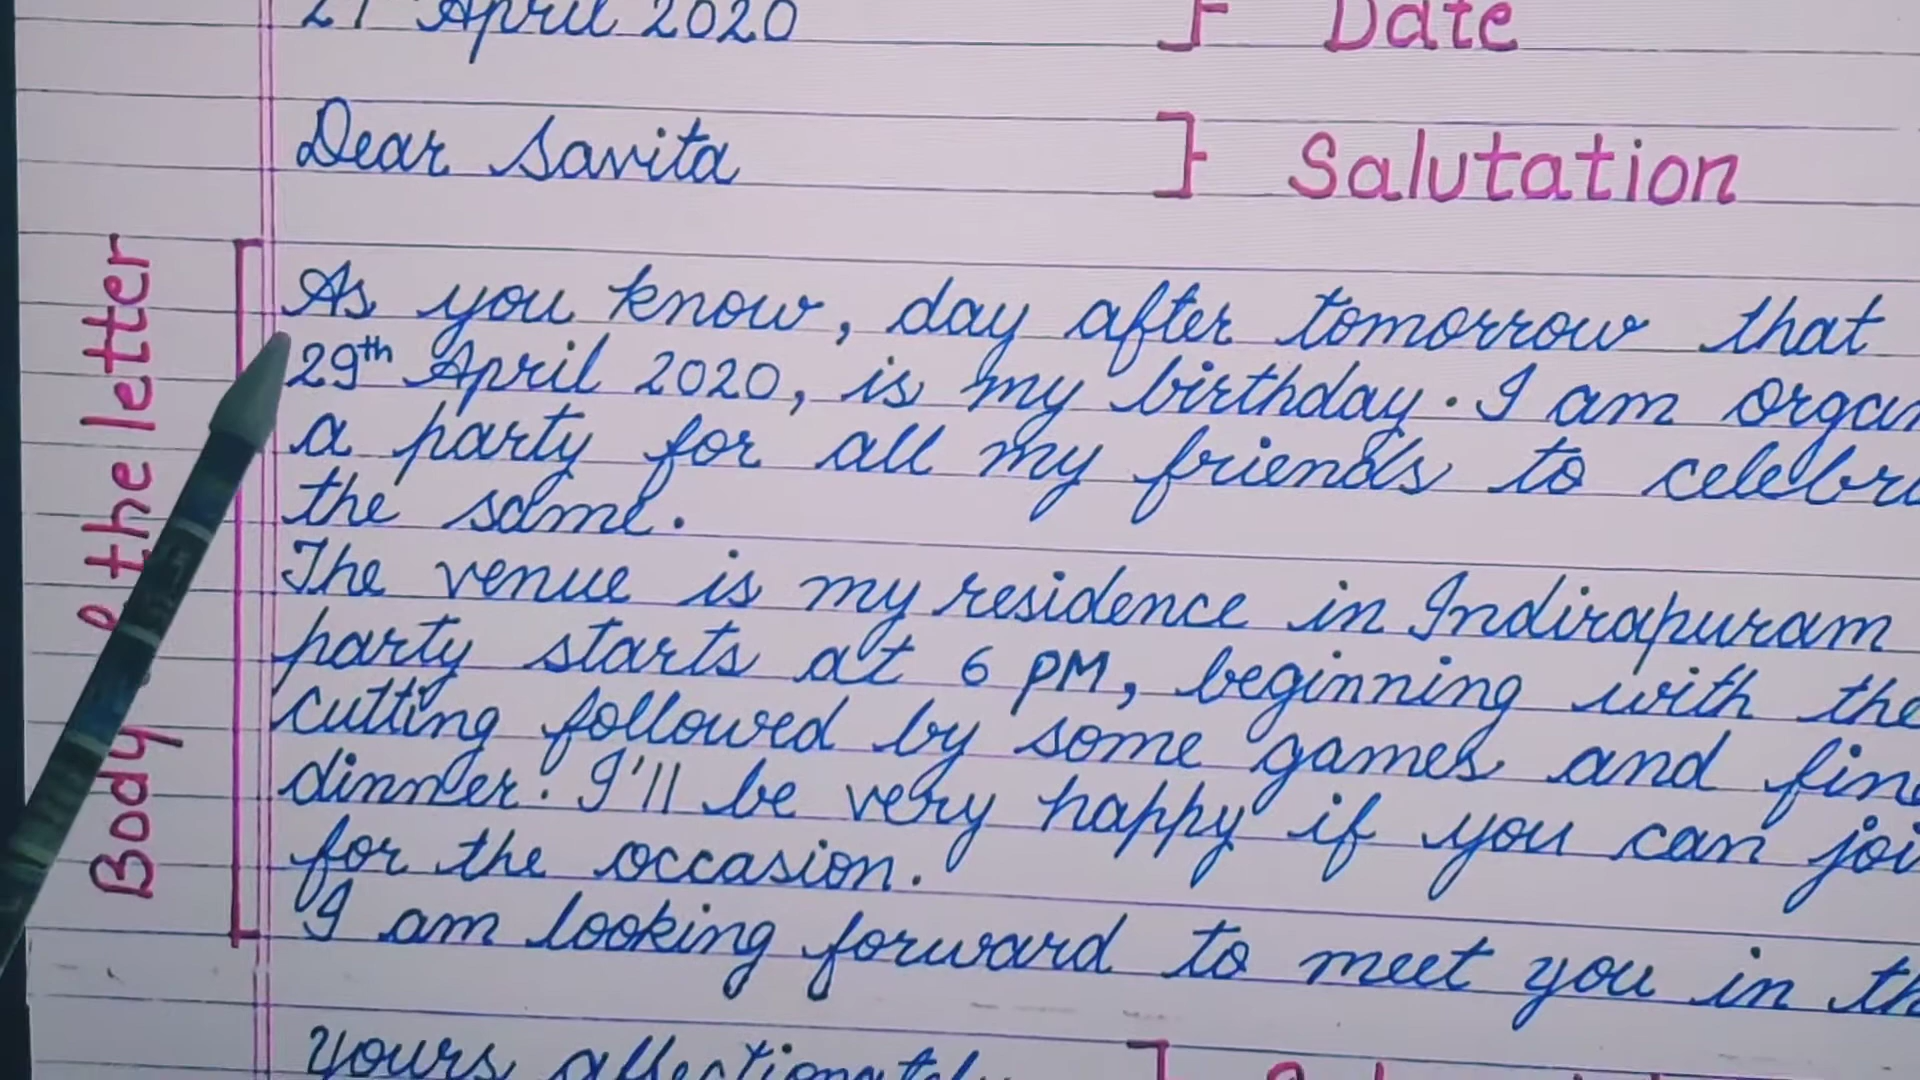 27 April 2020 Date
Dear Savita Salutation
Body of the letter
As you know, day after tomorrow that
29th April 2020, is my birthday. I am
a party for all my friends to
the same.
The venue is my residence in Indirapuram
party starts at 6 PM, beginning with the
cutting followed by some games and
dinner. I'll be very happy if you can
for the occasion.
I am looking forward to meet you in
yours affectionately